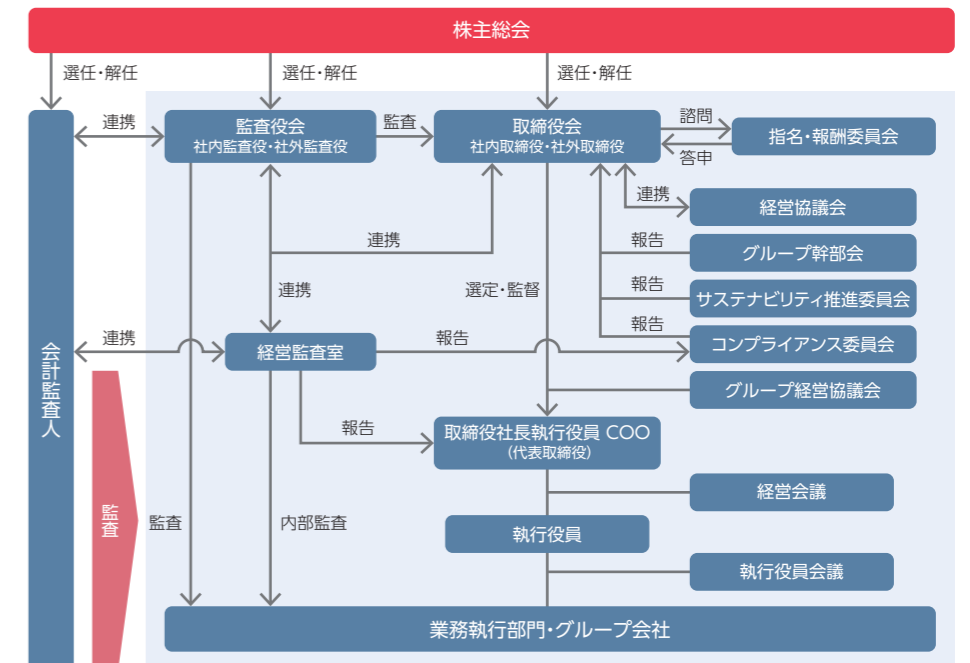 株主総会
選任・解任
選任・解任
選任・解任
連携
監査役会
社内監査役・社外監査役
監査
取締役会
社内取締役・社外取締役
諮問
答申
指名・報酬委員会
連携
経営協議会
連携
報告
グループ幹部会
連携
選定・監督
報告
サステナビリティ推進委員会
連携
経営監査室
報告
報告
コンプライアンス委員会
会計監査人
グループ経営協議会
報告
取締役社長執行役員 COO
(代表取締役)
経営会議
監査
監査
内部監査
執行役員
執行役員会議
業務執行部門・グループ会社